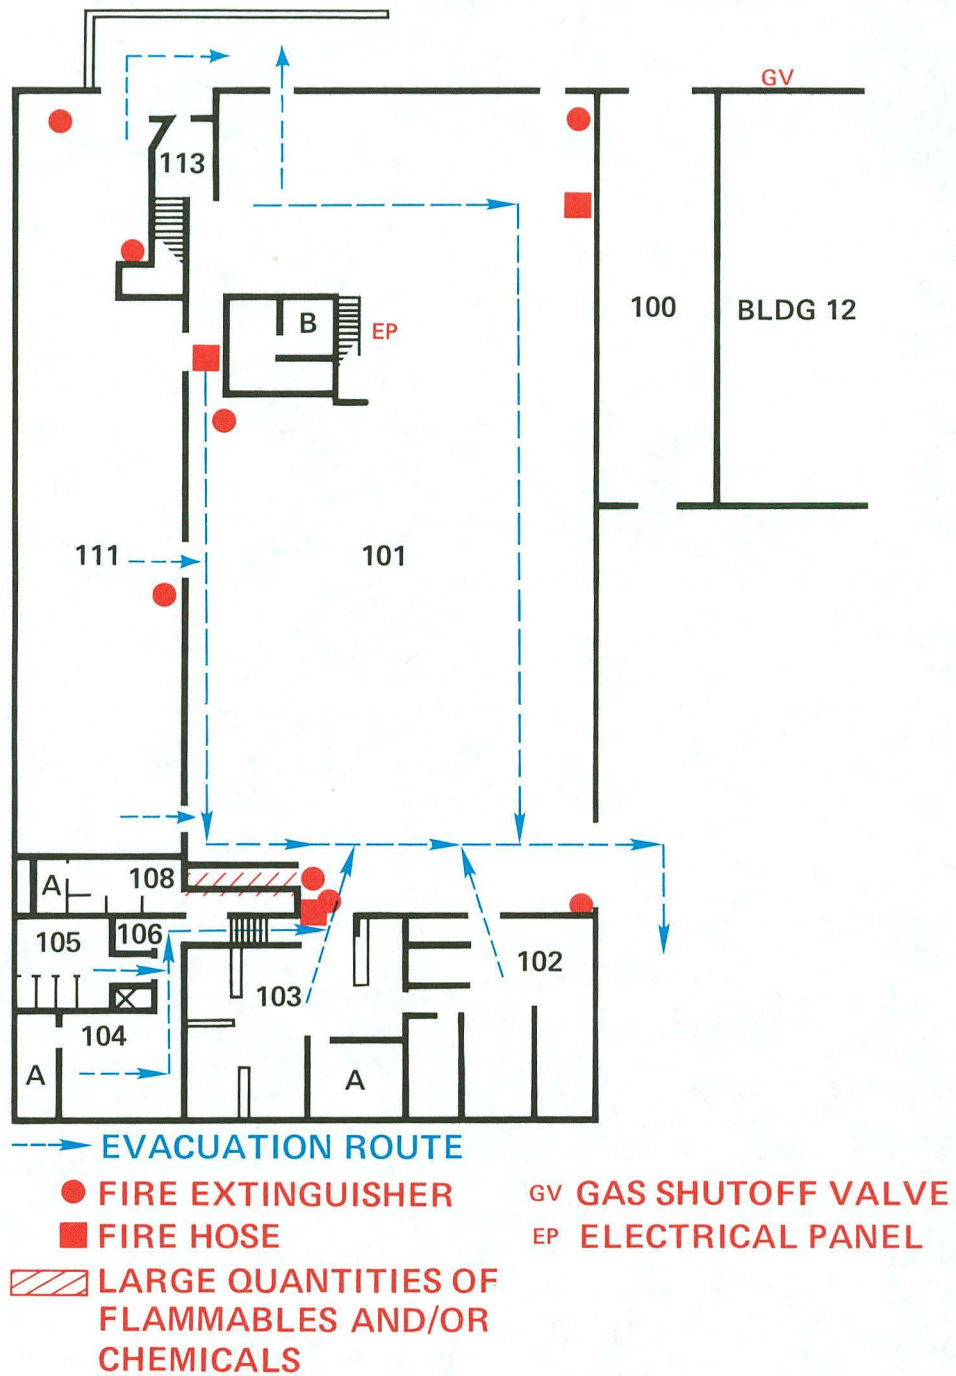 GV
113
100
BLDG 12
B
EP
111
101
A
108
105
106
102
103
104
A
A
EVACUATION ROUTE
FIRE EXTINGUISHER
GV GAS SHUTOFF VALVE
FIRE HOSE
EP ELECTRICAL PANEL
LARGE QUANTITIES OF
FLAMMABLES AND/OR
CHEMICALS